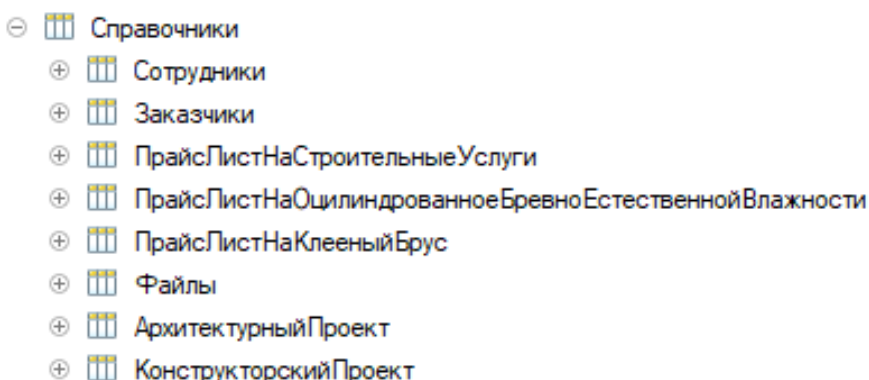 Справочники
Сотрудники
Заказчики
ПрайсЛистНаСтроительныеУслуги
ПрайсЛистНаОцилиндрованноеБревноЕстественнойВлажности
ПрайсЛистНаКлееныйБрус
Файлы
АрхитектурныйПроект
КонструкторскийПроект